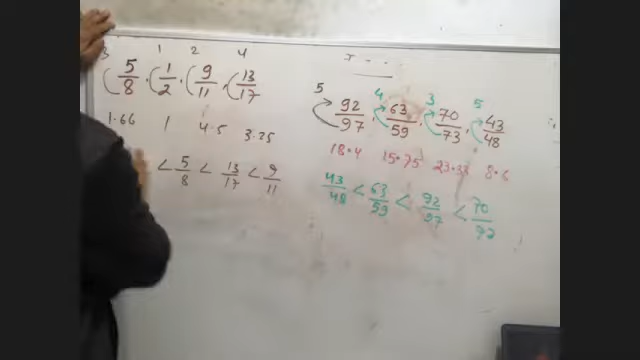 3 1 2 4
5/8, 1/2, 9/11, 13/17
1.66 1 4.5 3.25
< 5/8 < 13/17 < 9/11
5 4 3 5
92/97, 63/59, 70/73, 43/48
18.4 15.75 23.33 8.6
43/48 < 63/59 < 92/97 < 70/